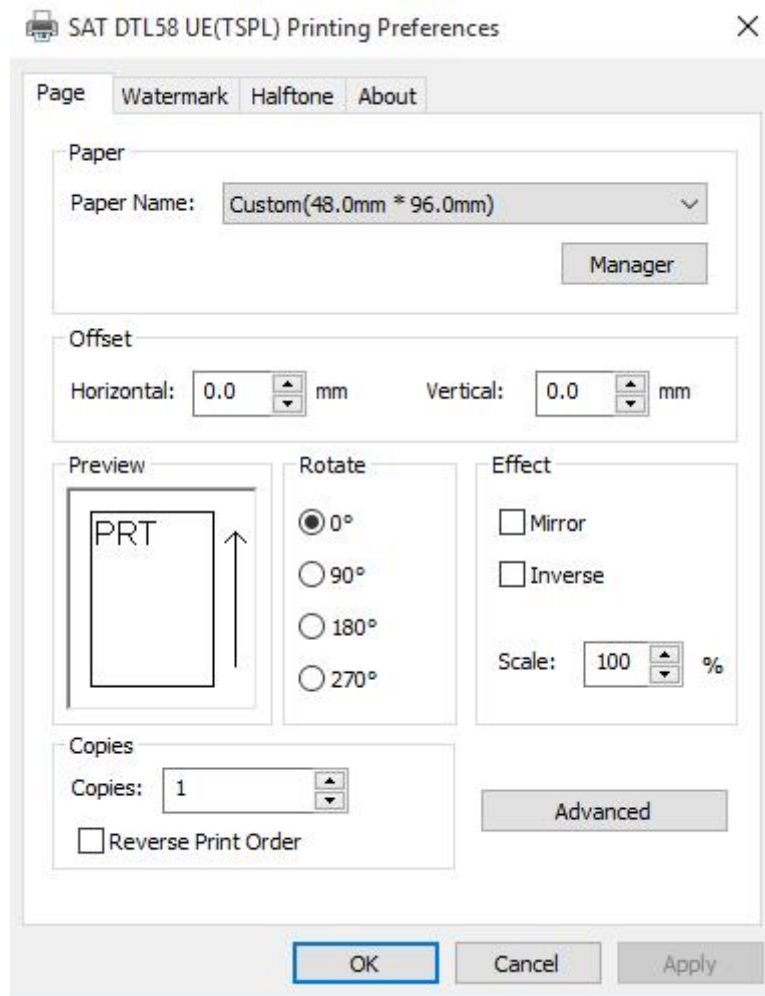 SAT DTL58 UE(TSPL) Printing Preferences
Page Watermark Halftone About
Paper
Paper Name: Custom(48.0mm * 96.0mm)
Manager
Offset
Horizontal: 0.0 mm Vertical: 0.0 mm
Preview
PRT
Rotate
0°
90°
180°
270°
Effect
Mirror
Inverse
Scale: 100 %
Copies
Copies: 1
Reverse Print Order
Advanced
OK Cancel Apply